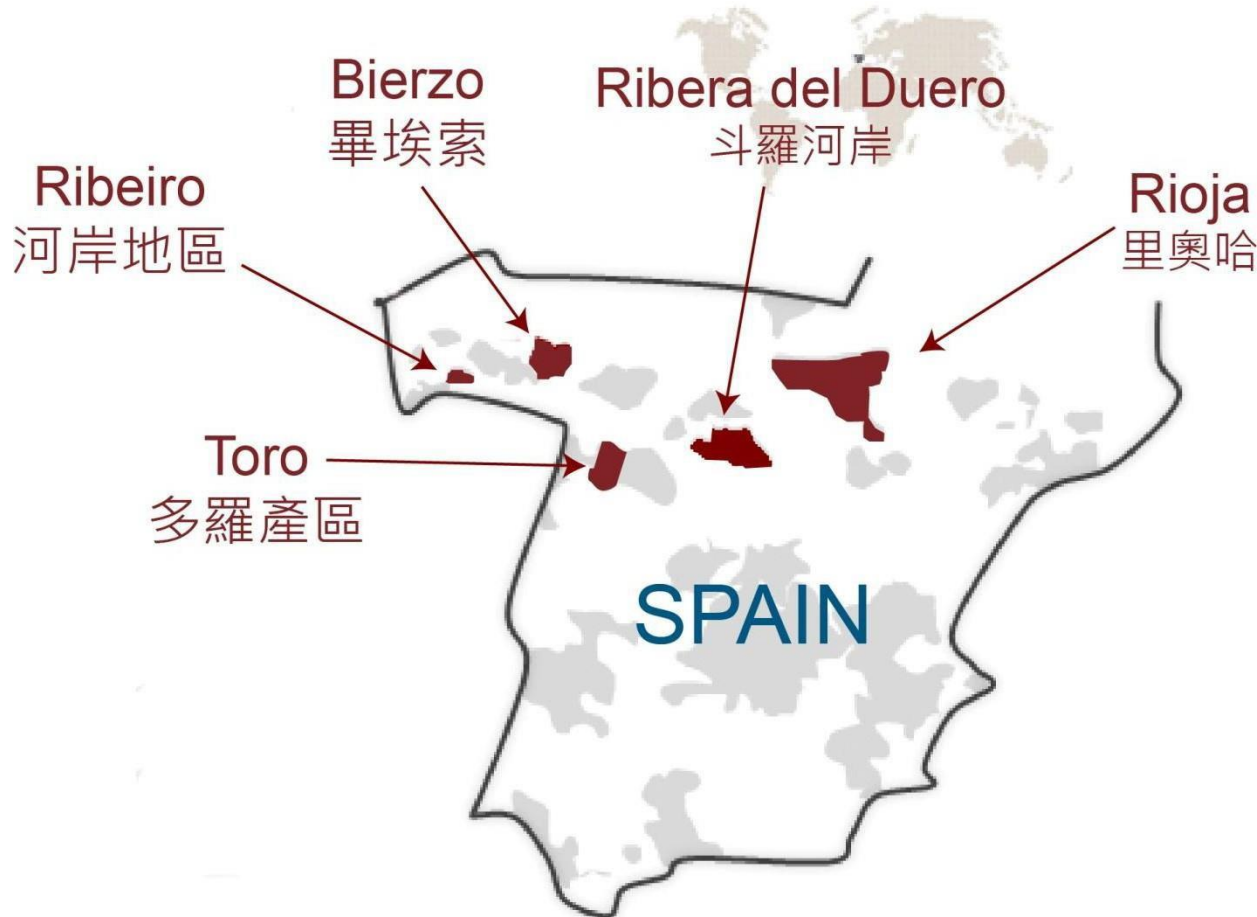 Bierzo
畢埃索
Ribera del Duero
斗羅河岸
Ribeiro
河岸地區
Rioja
里奧哈
Toro
多羅產區
SPAIN